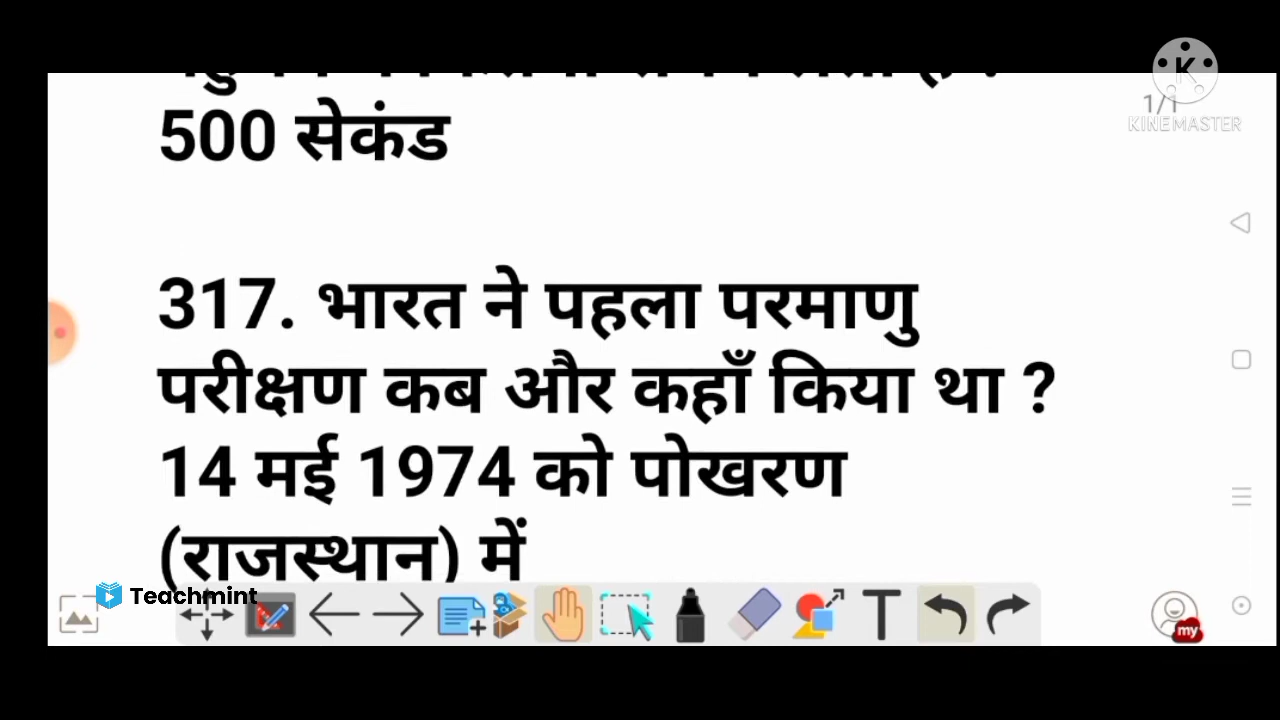 500 सेकंड
317. भारत ने पहला परमाणु
परीक्षण कब और कहाँ किया था ?
14 मई 1974 को पोखरण
(राजस्थान) में
1/1
K
KINEMASTER
Teachmint
T
my